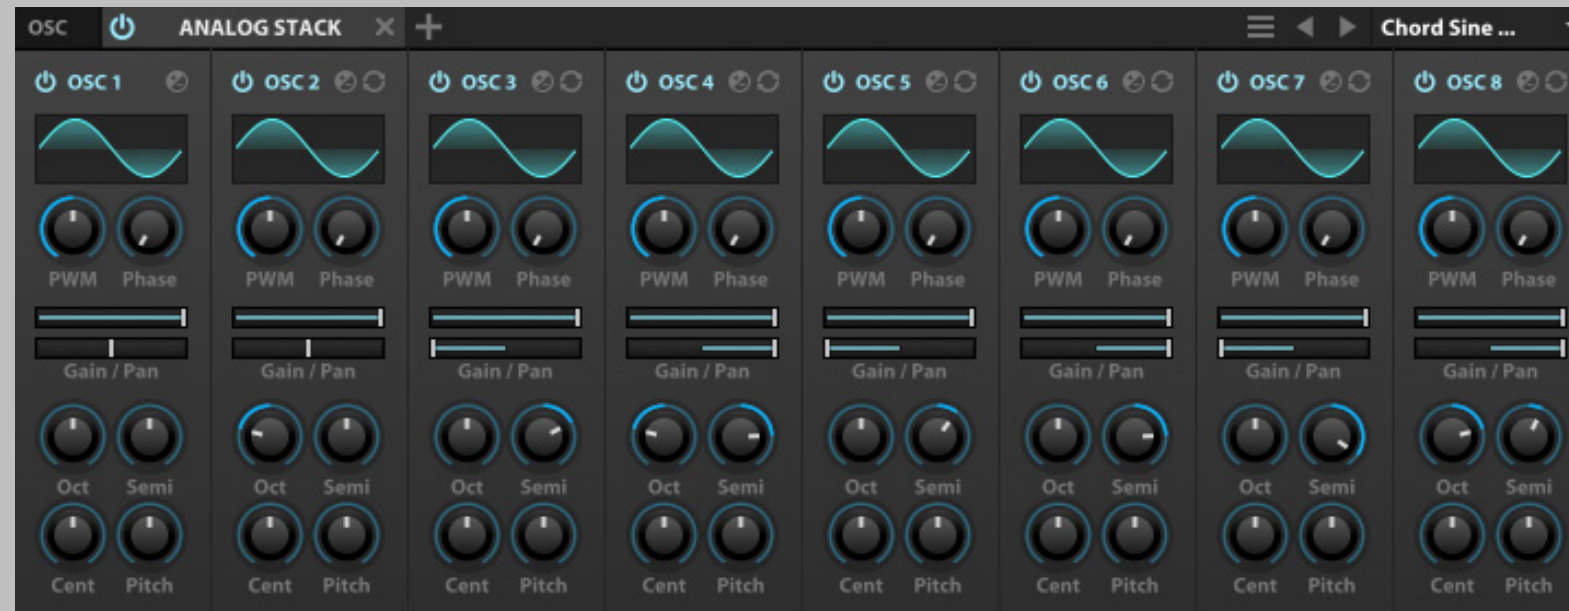 OSC ANALOG STACK Chord Sine ...
OSC 1 OSC 2 OSC 3 OSC 4 OSC 5 OSC 6 OSC 7 OSC 8
PWM Phase PWM Phase PWM Phase PWM Phase PWM Phase PWM Phase PWM Phase PWM Phase
Gain / Pan Gain / Pan Gain / Pan Gain / Pan Gain / Pan Gain / Pan Gain / Pan Gain / Pan
Oct Semi Oct Semi Oct Semi Oct Semi Oct Semi Oct Semi Oct Semi Oct Semi
Cent Pitch Cent Pitch Cent Pitch Cent Pitch Cent Pitch Cent Pitch Cent Pitch Cent Pitch